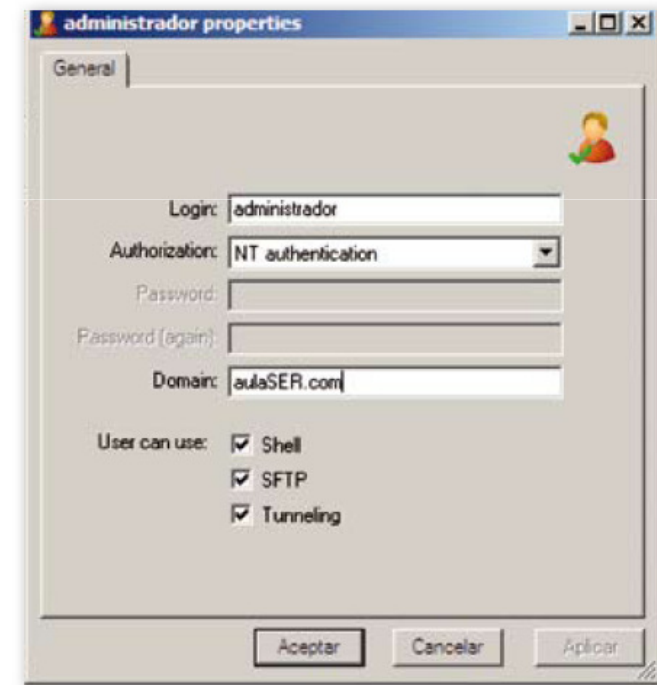 administrador properties
General
Login: administrador
Authorization: NT authentication
Password:
Password (again):
Domain: aulaSER.com
User can use: Shell
SFTP
Tunneling
Aceptar Cancelar Aplicar